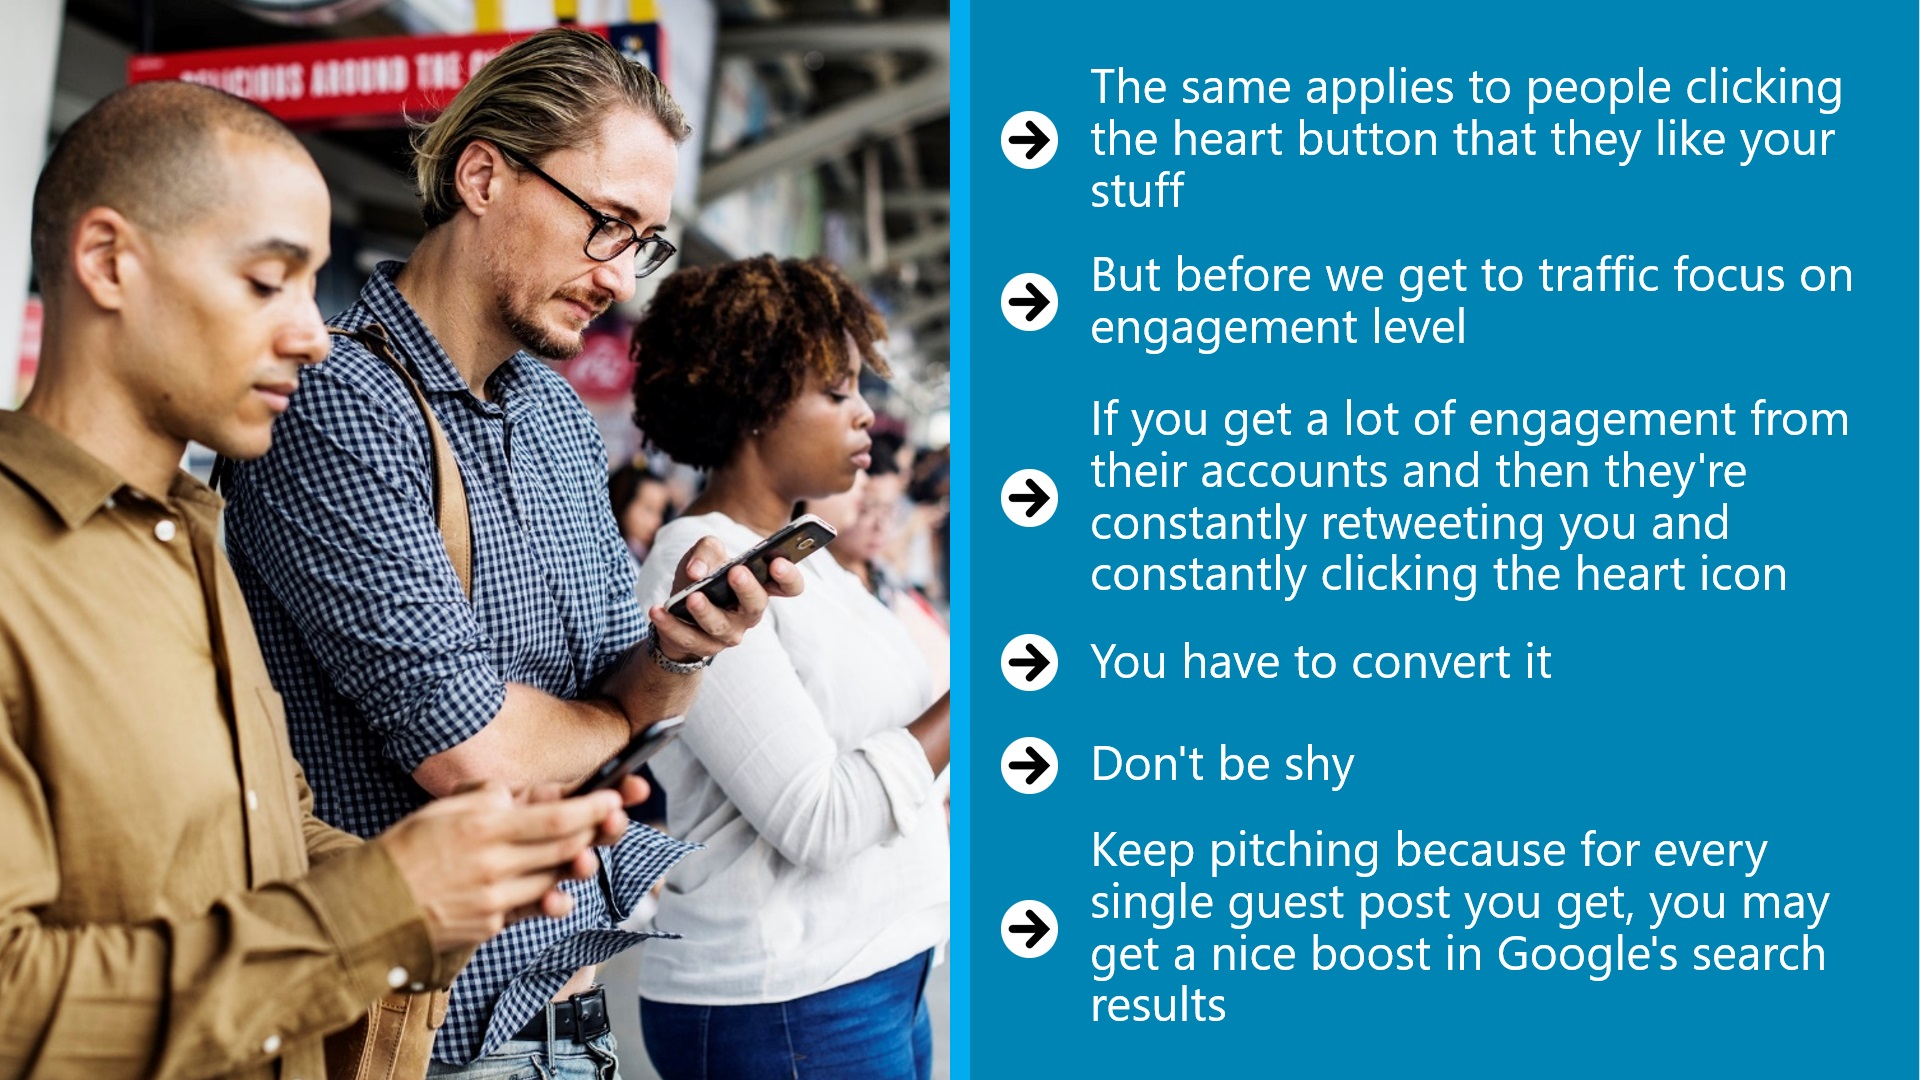 DELICIOUS AROUND THE
The same applies to people clicking
the heart button that they like your
stuff
But before we get to traffic focus on
engagement level
If you get a lot of engagement from
their accounts and then they're
constantly retweeting you and
constantly clicking the heart icon
You have to convert it
Don't be shy
Keep pitching because for every
single guest post you get, you may
get a nice boost in Google's search
results